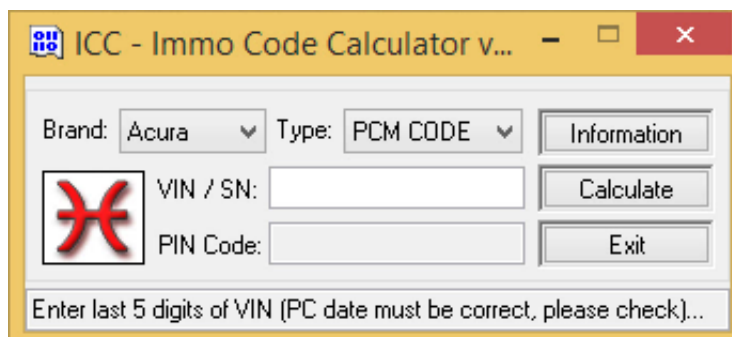 ICC - Immo Code Calculator v...
Brand: Acura Type: PCM CODE Information
VIN / SN: Calculate
PIN Code: Exit
Enter last 5 digits of VIN (PC date must be correct, please check)...